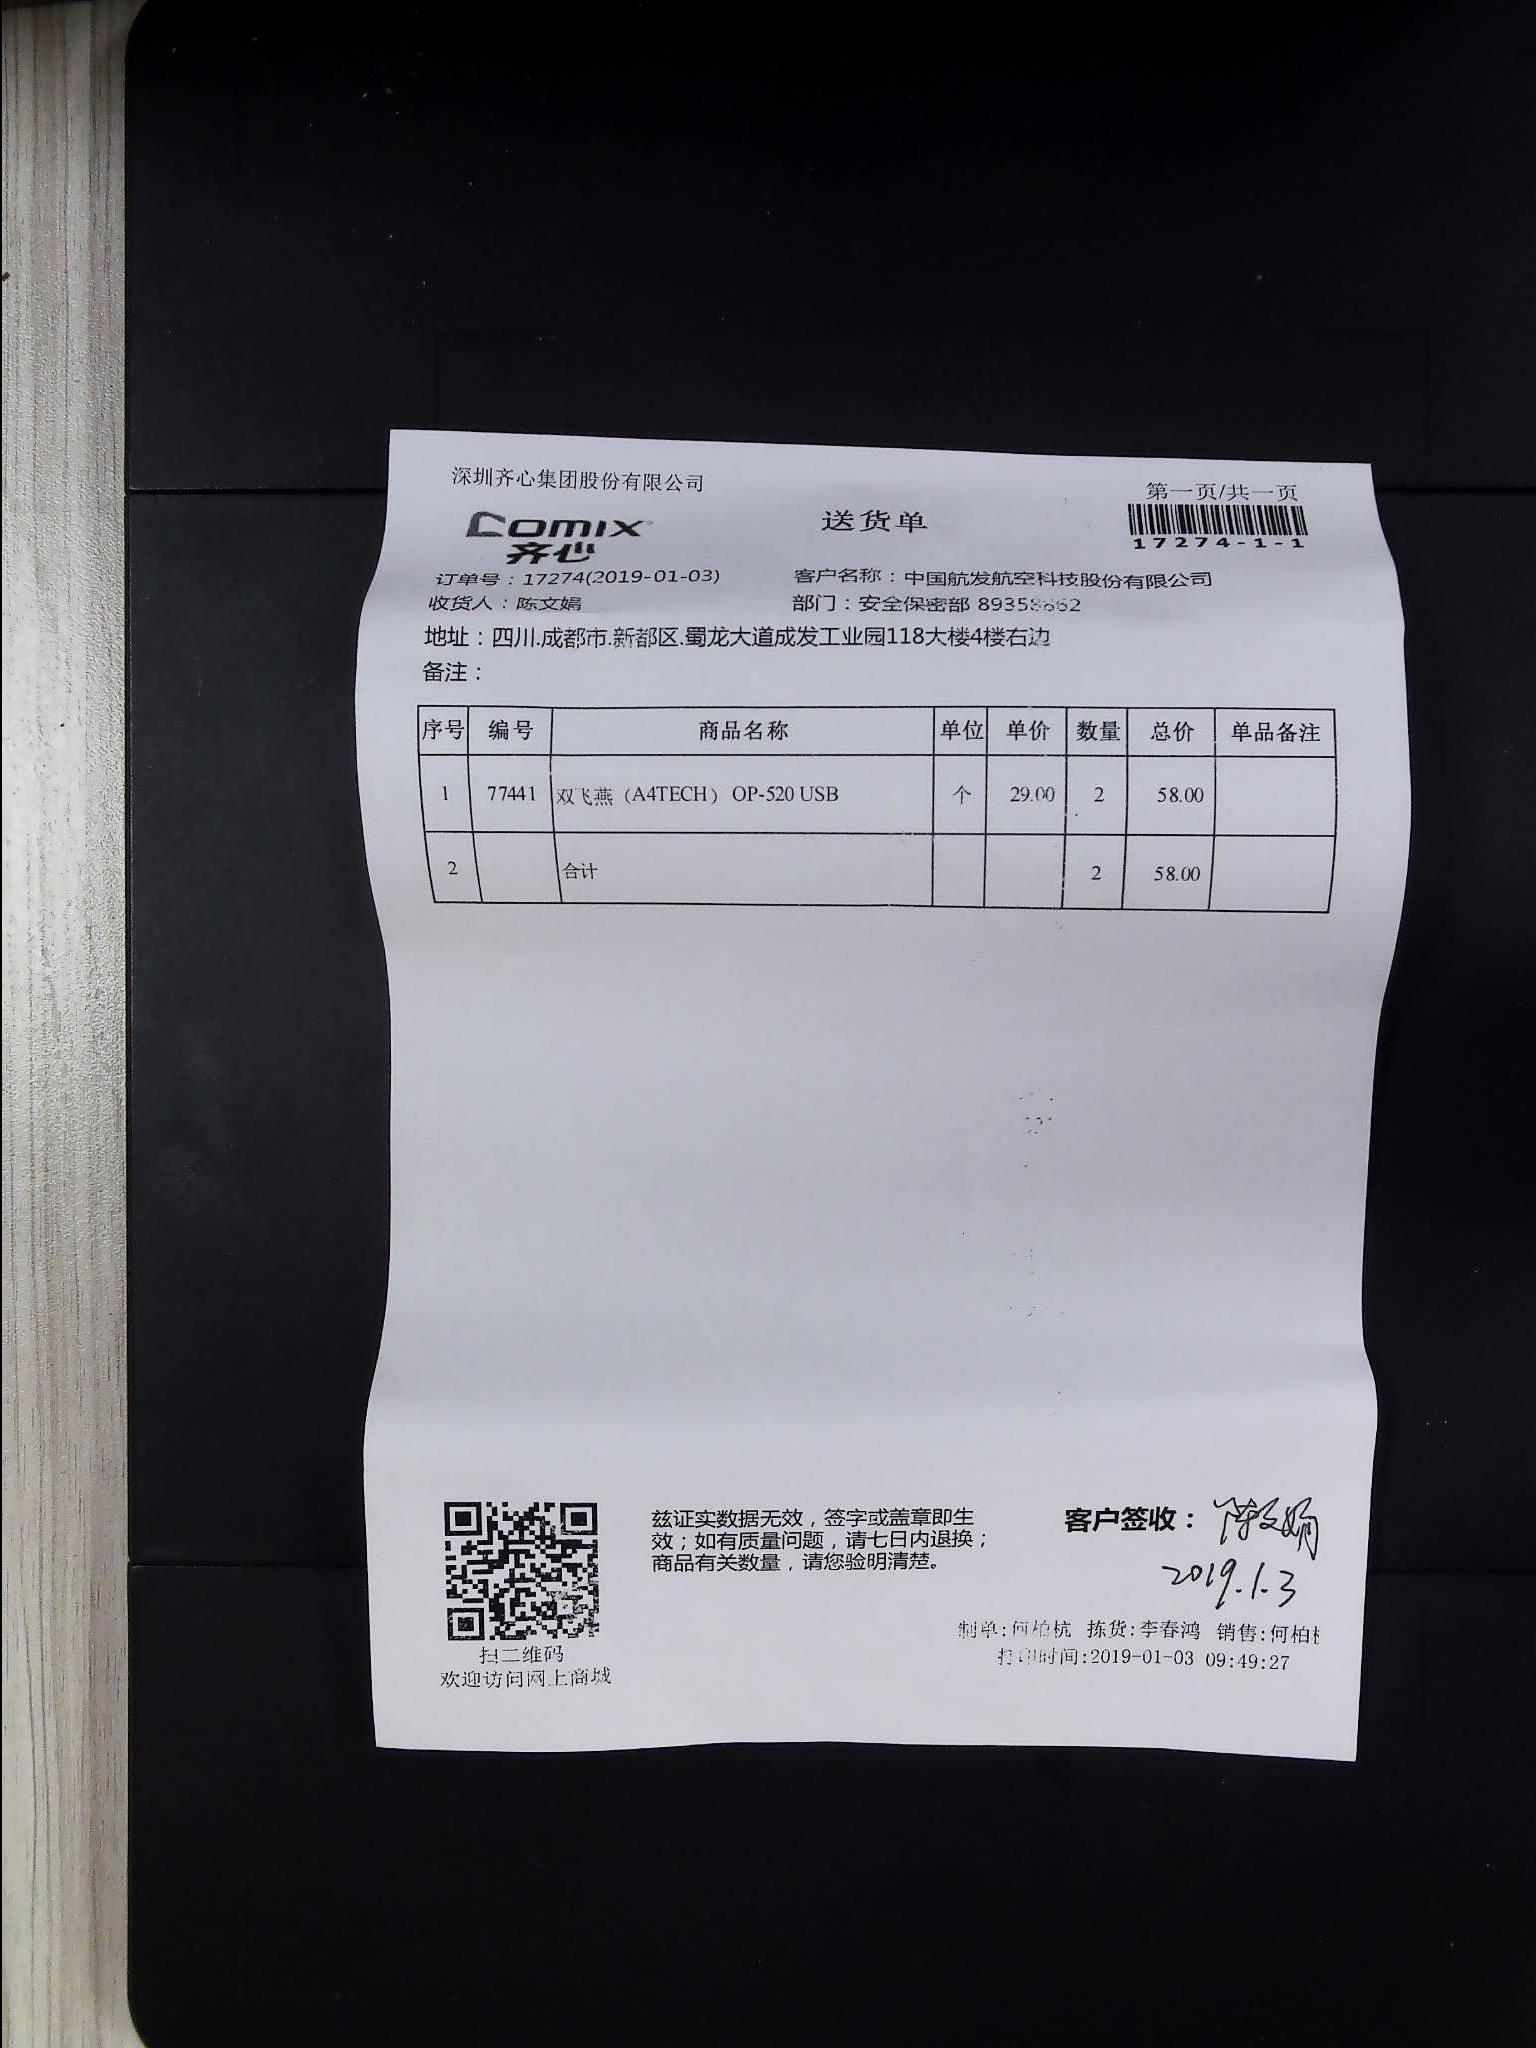 深圳齐心集团股份有限公司
第一页/共一页
COMIX
齐心
送货单
17274-1-1
订单号：17274(2019-01-03) 客户名称：中国航发航空科技股份有限公司
收货人：陈文娟 部门：安全保密部
地址：四川.成都市.新都区.蜀龙大道成发工业园118大楼4楼右边
备注：
序号 编号 商品名称 单位 单价 数量 总价 单品备注
1 77441 双飞燕（A4TECH） OP-520 USB 个 29.00 2 58.00
2 合计 2 58.00
兹证实数据无效，签字或盖章即生
效；如有质量问题，请七日内退换；
商品有关数量，请您验明清楚。
客户签收：陈文娟
2019.1.3
扫二维码
欢迎访问网上商城
制单:何柏杭 拣货:李春鸿 销售:何柏
打印时间:2019-01-03 09:49:27